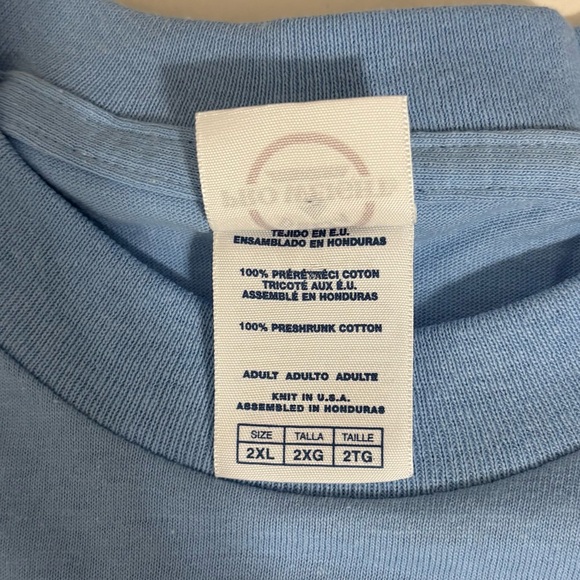 TEJIDO EN E.U.
ENSAMBLADO EN HONDURAS
100% PRÉRÉTRÉCI COTON
TRICOTÉ AUX É.U.
ASSEMBLÉ EN HONDURAS
100% PRESHRUNK COTTON
ADULT ADULTO ADULTE
KNIT IN U.S.A.
ASSEMBLED IN HONDURAS
SIZE TALLA TAILLE
2XL 2XG 2TG